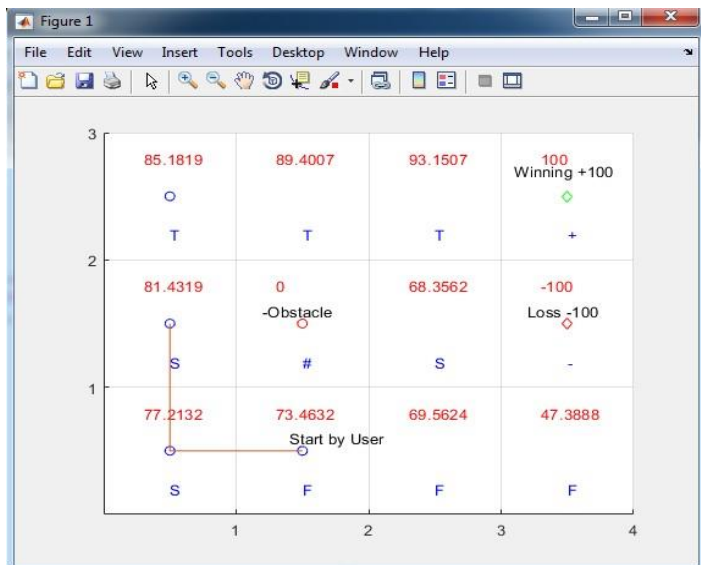 Figure 1
File Edit View Insert Tools Desktop Window Help
3
85.1819 89.4007 93.1507 100
Winning +100
T T T +
2
81.4319 0 68.3562 -100
-Obstacle Loss -100
S # S -
1
77.2132 73.4632 69.5624 47.3888
Start by User
S F F F
1 2 3 4